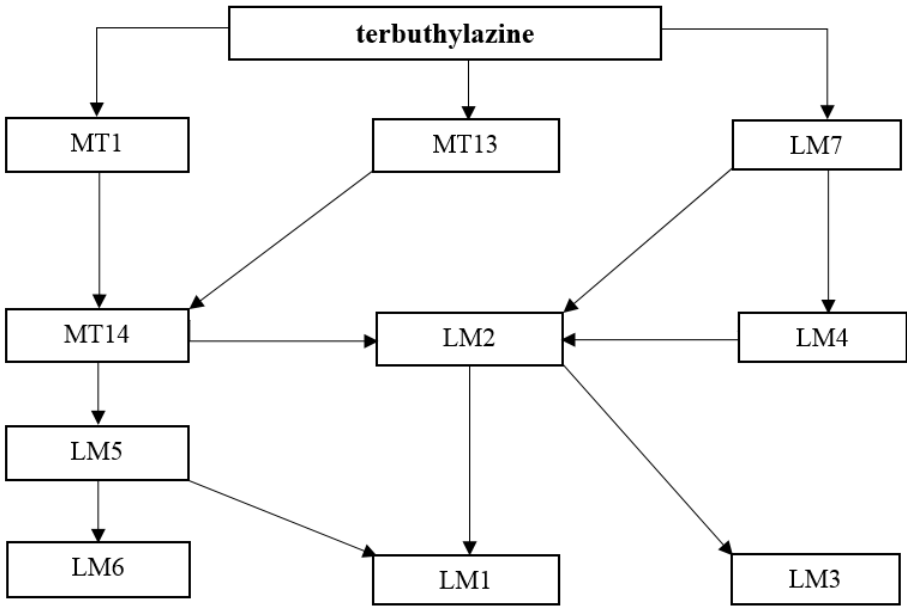 terbuthylazine
MT1
MT13
LM7
MT14
LM2
LM4
LM5
LM6
LM1
LM3